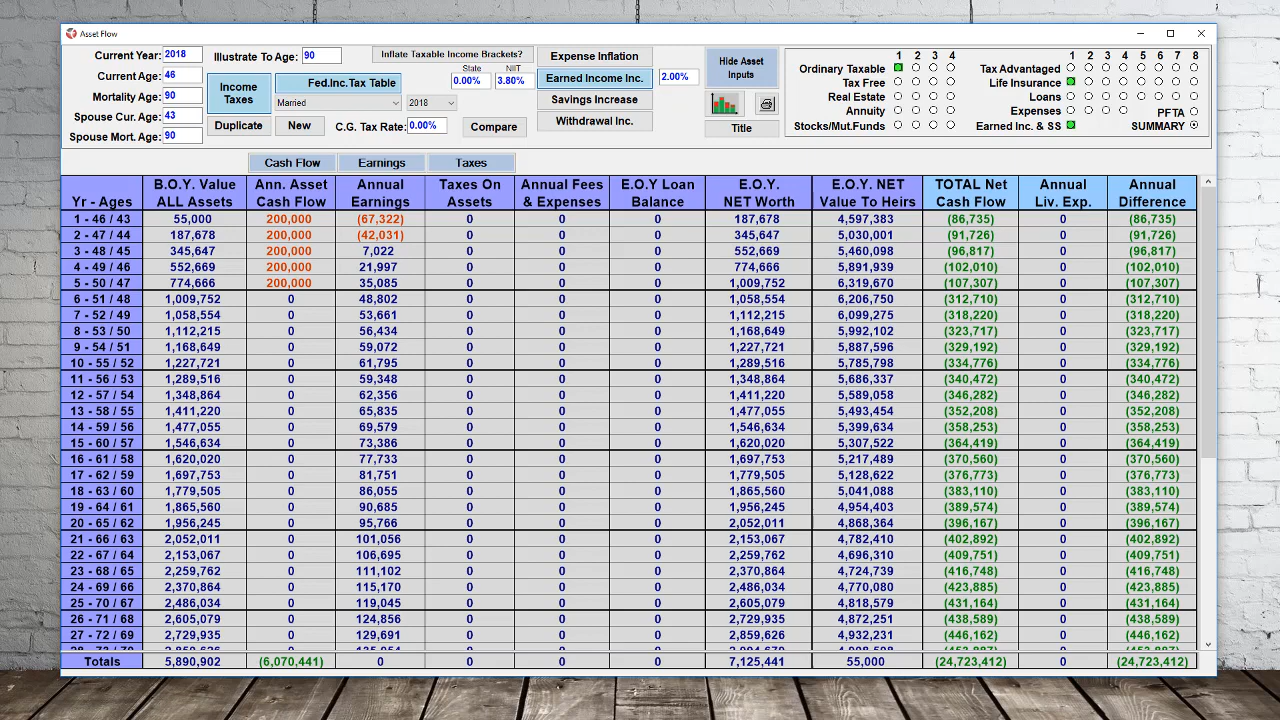 Asset Flow
Current Year: 2018 Illustrate To Age: 90 Inflate Taxable Income Brackets? Expense Inflation
Current Age: 46 State NIIT
Income Taxes Fed.Inc.Tax Table 0.00% 3.80% Earned Income Inc. 2.00% Hide Asset Inputs
Mortality Age: 90 Married 2018 Savings Increase
Spouse Cur. Age: 43 Duplicate New C.G. Tax Rate: 0.00% Compare Withdrawal Inc. Title
Spouse Mort. Age: 90
1 2 3 4 1 2 3 4 5 6 7 8
Ordinary Taxable Tax Advantaged
Tax Free Life Insurance
Real Estate Loans
Annuity Expenses PFTA
Stocks/Mut.Funds Earned Inc. & SS SUMMARY
Cash Flow Earnings Taxes
B.O.Y. Value Ann. Asset Annual Taxes On Annual Fees E.O.Y Loan E.O.Y. E.O.Y. NET TOTAL Net Annual Annual
Yr - Ages ALL Assets Cash Flow Earnings Assets & Expenses Balance NET Worth Value To Heirs Cash Flow Liv. Exp. Difference
1 - 46 / 43 55,000 200,000 (67,322) 0 0 0 187,678 4,597,383 (86,735) 0 (86,735)
2 - 47 / 44 187,678 200,000 (42,031) 0 0 0 345,647 5,030,001 (91,726) 0 (91,726)
3 - 48 / 45 345,647 200,000 7,022 0 0 0 552,669 5,460,098 (96,817) 0 (96,817)
4 - 49 / 46 552,669 200,000 21,997 0 0 0 774,666 5,891,939 (102,010) 0 (102,010)
5 - 50 / 47 774,666 200,000 35,085 0 0 0 1,009,752 6,319,670 (107,307) 0 (107,307)
6 - 51 / 48 1,009,752 0 48,802 0 0 0 1,058,554 6,206,750 (312,710) 0 (312,710)
7 - 52 / 49 1,058,554 0 53,661 0 0 0 1,112,215 6,099,275 (318,220) 0 (318,220)
8 - 53 / 50 1,112,215 0 56,434 0 0 0 1,168,649 5,992,102 (323,717) 0 (323,717)
9 - 54 / 51 1,168,649 0 59,072 0 0 0 1,227,721 5,887,596 (329,192) 0 (329,192)
10 - 55 / 52 1,227,721 0 61,795 0 0 0 1,289,516 5,785,798 (334,776) 0 (334,776)
11 - 56 / 53 1,289,516 0 59,348 0 0 0 1,348,864 5,686,337 (340,472) 0 (340,472)
12 - 57 / 54 1,348,864 0 62,356 0 0 0 1,411,220 5,589,058 (346,282) 0 (346,282)
13 - 58 / 55 1,411,220 0 65,835 0 0 0 1,477,055 5,493,454 (352,208) 0 (352,208)
14 - 59 / 56 1,477,055 0 69,579 0 0 0 1,546,634 5,399,634 (358,253) 0 (358,253)
15 - 60 / 57 1,546,634 0 73,386 0 0 0 1,620,020 5,307,522 (364,419) 0 (364,419)
16 - 61 / 58 1,620,020 0 77,733 0 0 0 1,697,753 5,217,489 (370,560) 0 (370,560)
17 - 62 / 59 1,697,753 0 81,751 0 0 0 1,779,505 5,128,622 (376,773) 0 (376,773)
18 - 63 / 60 1,779,505 0 86,055 0 0 0 1,865,560 5,041,088 (383,110) 0 (383,110)
19 - 64 / 61 1,865,560 0 90,685 0 0 0 1,956,245 4,954,403 (389,574) 0 (389,574)
20 - 65 / 62 1,956,245 0 95,766 0 0 0 2,052,011 4,868,364 (396,167) 0 (396,167)
21 - 66 / 63 2,052,011 0 101,056 0 0 0 2,153,067 4,782,410 (402,892) 0 (402,892)
22 - 67 / 64 2,153,067 0 106,695 0 0 0 2,259,762 4,696,310 (409,751) 0 (409,751)
23 - 68 / 65 2,259,762 0 111,102 0 0 0 2,370,864 4,724,739 (416,748) 0 (416,748)
24 - 69 / 66 2,370,864 0 115,170 0 0 0 2,486,034 4,770,080 (423,885) 0 (423,885)
25 - 70 / 67 2,486,034 0 119,045 0 0 0 2,605,079 4,818,579 (431,164) 0 (431,164)
26 - 71 / 68 2,605,079 0 124,856 0 0 0 2,729,935 4,872,251 (438,589) 0 (438,589)
27 - 72 / 69 2,729,935 0 129,691 0 0 0 2,859,626 4,932,231 (446,162) 0 (446,162)
Totals 5,890,902 (6,070,441) 0 0 0 0 7,125,441 55,000 (24,723,412) 0 (24,723,412)